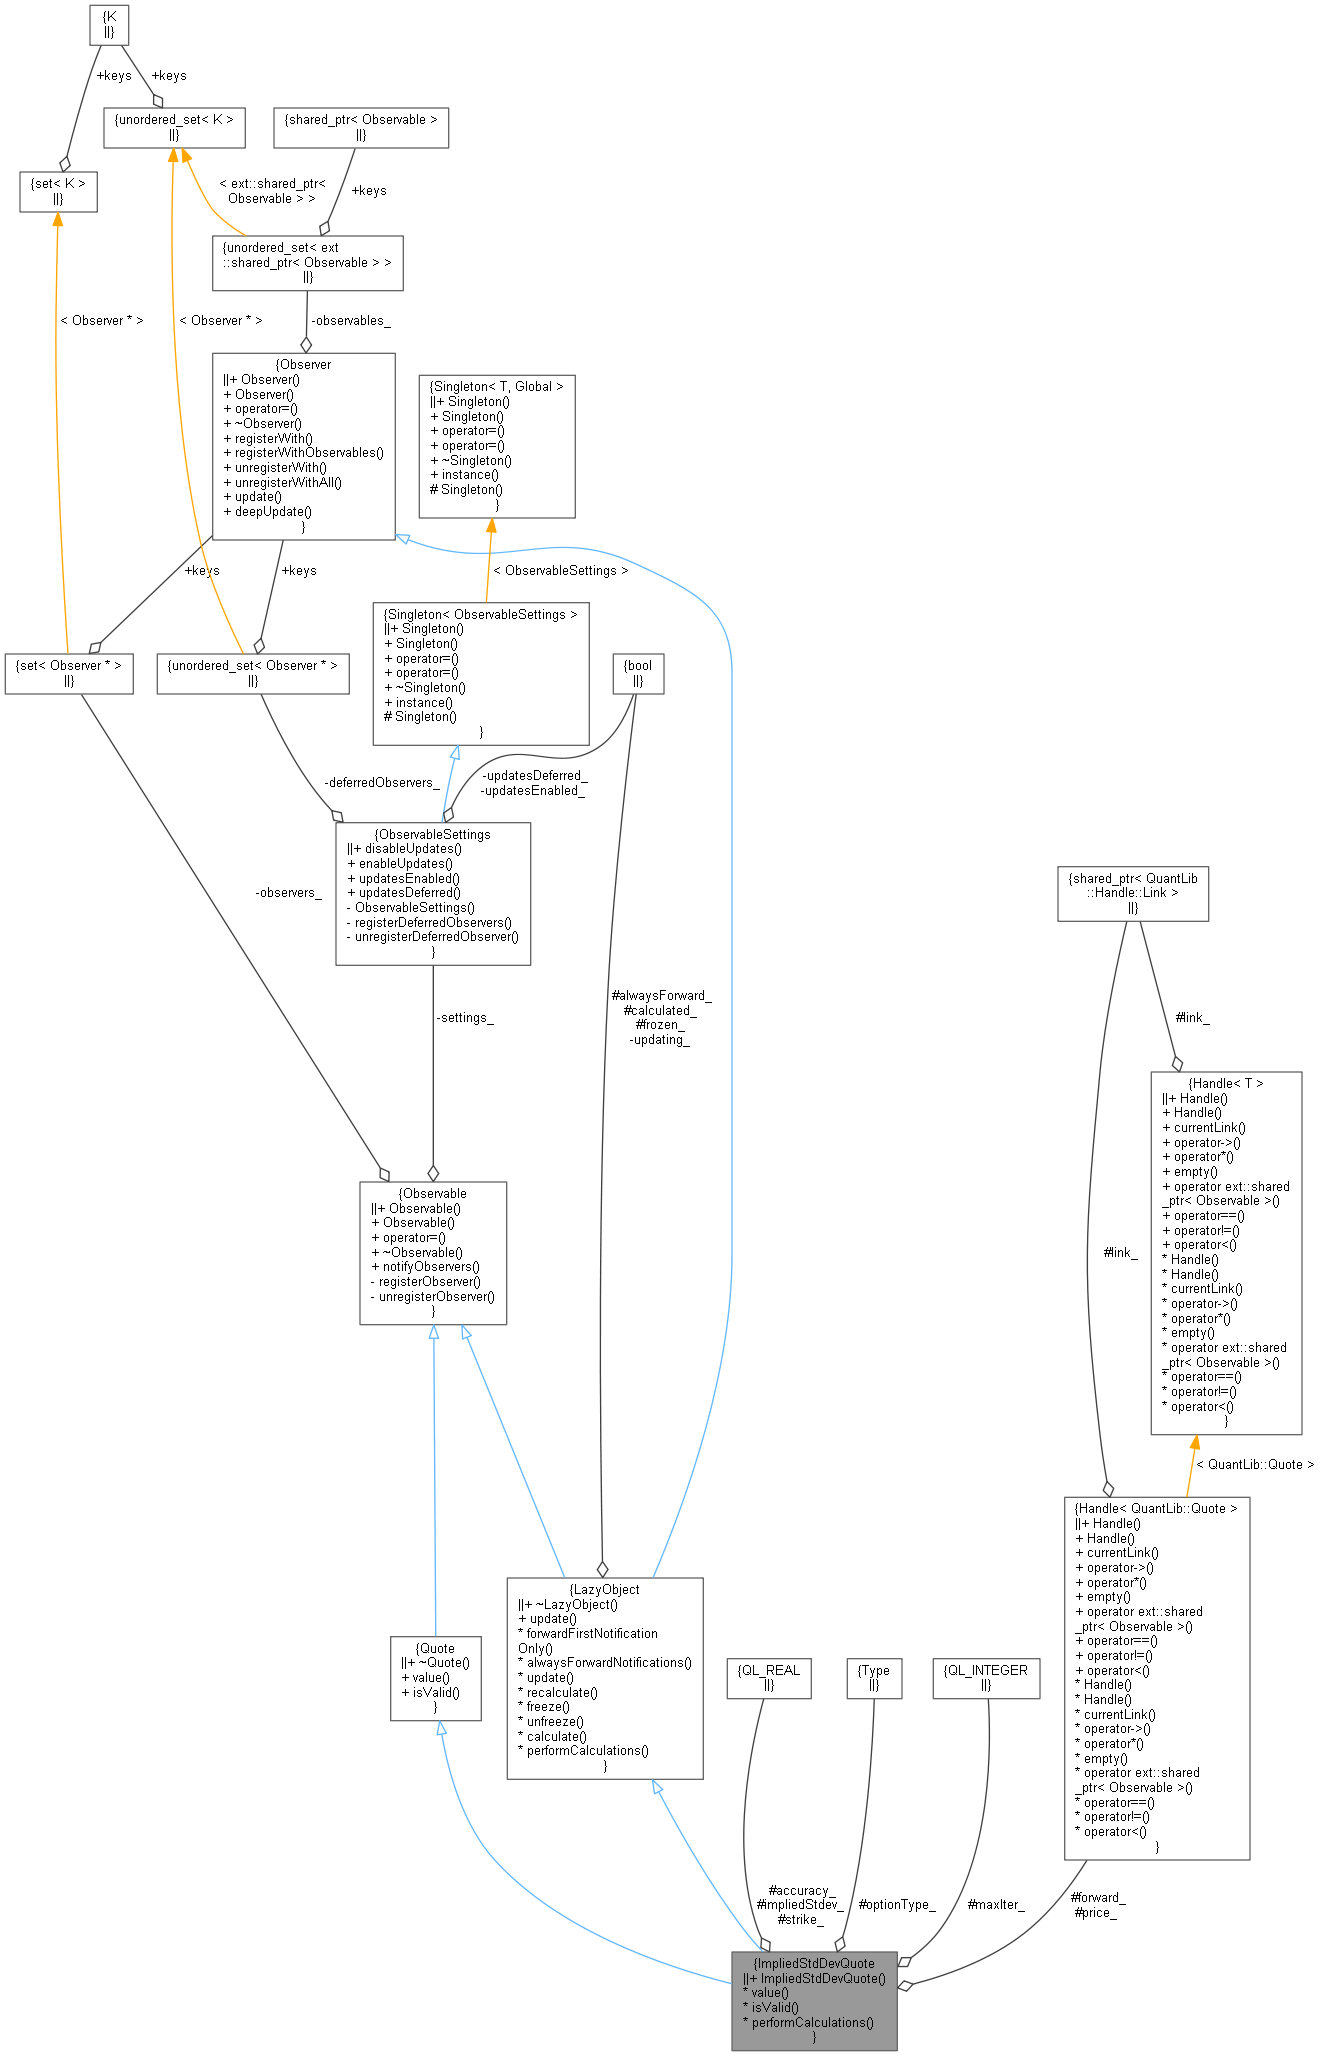 {K
||}
+keys
+keys
{unordered_set< K >
||}
{shared_ptr< Observable >
||}
{set< K >
||}
< ext::shared_ptr<
Observable > >
+keys
{unordered_set< ext
::shared_ptr< Observable > >
||}
< Observer * >
< Observer * >
-observables_
{Observer
||+ Observer()
+ Observer()
+ operator=()
+ ~Observer()
+ registerWith()
+ registerWithObservables()
+ unregisterWith()
+ unregisterWithAll()
+ update()
+ deepUpdate()
}
{Singleton< T, Global >
||+ Singleton()
+ Singleton()
+ operator=()
+ operator=()
+ ~Singleton()
+ instance()
# Singleton()
}
+keys
+keys
< ObservableSettings >
{Singleton< ObservableSettings >
||+ Singleton()
+ Singleton()
+ operator=()
+ operator=()
+ ~Singleton()
+ instance()
# Singleton()
}
{set< Observer * >
||}
{unordered_set< Observer * >
||}
{bool
||}
-deferredObservers_
-updatesDeferred_
-updatesEnabled_
{ObservableSettings
||+ disableUpdates()
+ enableUpdates()
+ updatesEnabled()
+ updatesDeferred()
- ObservableSettings()
- registerDeferredObservers()
- unregisterDeferredObserver()
}
-observers_
{shared_ptr< QuantLib
::Handle::Link >
||}
-settings_
#alwaysForward_
#calculated_
#frozen_
-updating_
#link_
{Handle< T >
||+ Handle()
+ Handle()
+ currentLink()
+ operator->()
+ operator*()
+ empty()
+ operator ext::shared
_ptr< Observable >()
+ operator==()
+ operator!=()
+ operator<()
* Handle()
* Handle()
* currentLink()
* operator->()
* operator*()
* empty()
* operator ext::shared
_ptr< Observable >()
* operator==()
* operator!=()
* operator<()
}
{Observable
||+ Observable()
+ Observable()
+ operator=()
+ ~Observable()
+ notifyObservers()
- registerObserver()
- unregisterObserver()
}
#link_
< QuantLib::Quote >
{Handle< QuantLib::Quote >
||+ Handle()
+ Handle()
+ currentLink()
+ operator->()
+ operator*()
+ empty()
+ operator ext::shared
_ptr< Observable >()
+ operator==()
+ operator!=()
+ operator<()
* Handle()
* Handle()
* currentLink()
* operator->()
* operator*()
* empty()
* operator ext::shared
_ptr< Observable >()
* operator==()
* operator!=()
* operator<()
}
{LazyObject
||+ ~LazyObject()
+ update()
* forwardFirstNotification
Only()
* alwaysForwardNotifications()
* update()
* recalculate()
* freeze()
* unfreeze()
* calculate()
* performCalculations()
}
{Quote
||+ ~Quote()
+ value()
+ isValid()
}
{QL_REAL
||}
{Type
||}
{QL_INTEGER
||}
#accuracy_
#impliedStdev_
#strike_
#optionType_
#maxIter_
#forward_
#price_
{ImpliedStdDevQuote
||+ ImpliedStdDevQuote()
* value()
* isValid()
* performCalculations()
}